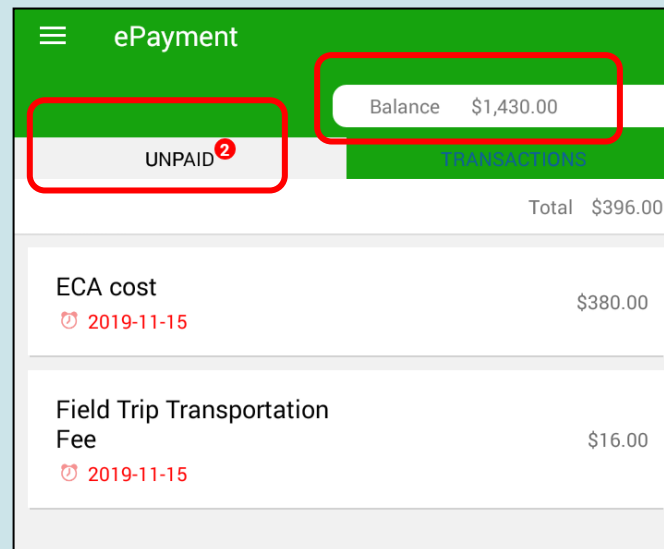 ePayment
Balance $1,430.00
UNPAID 2
TRANSACTIONS
Total $396.00
ECA cost
$380.00
2019-11-15
Field Trip Transportation
Fee
$16.00
2019-11-15